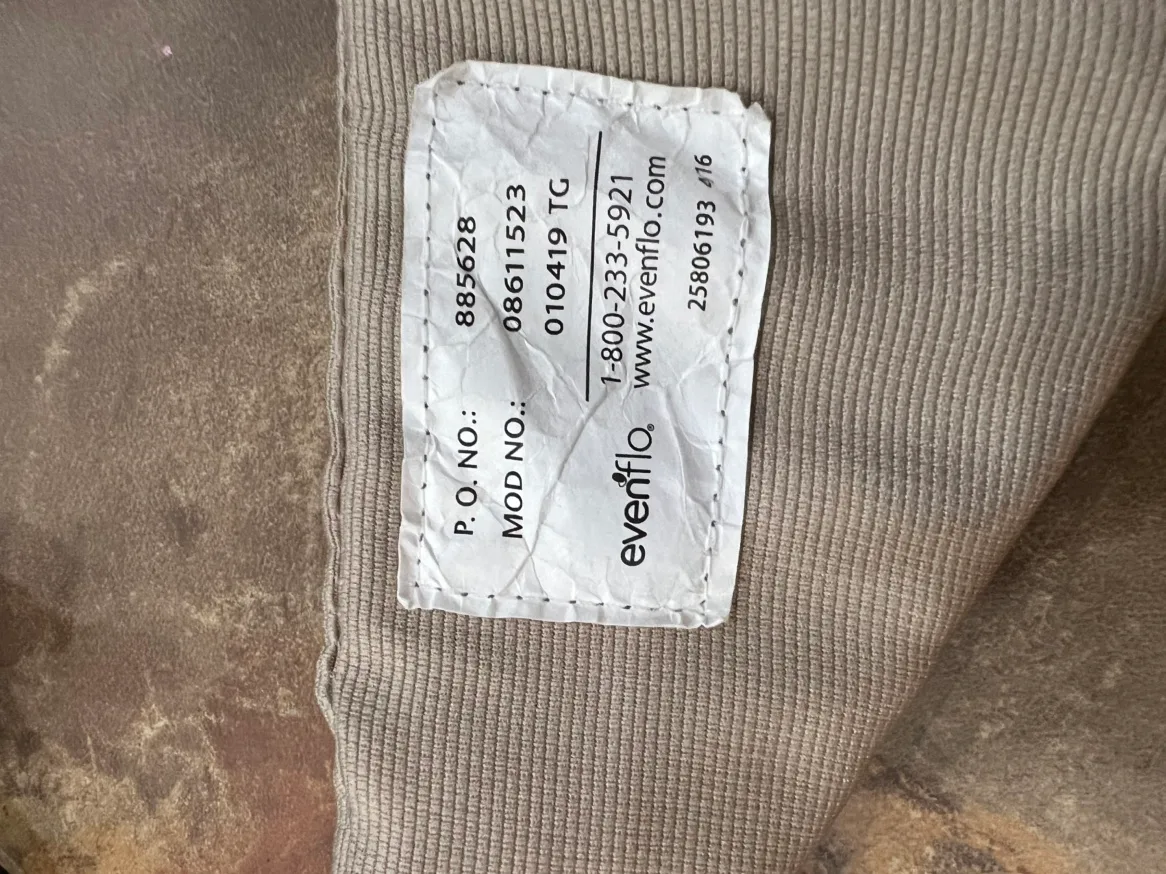 P. O. NO.: 885628
MOD NO.: 08611523
010419 TG
evenflo® 1-800-233-5921
www.evenflo.com
25806193 416